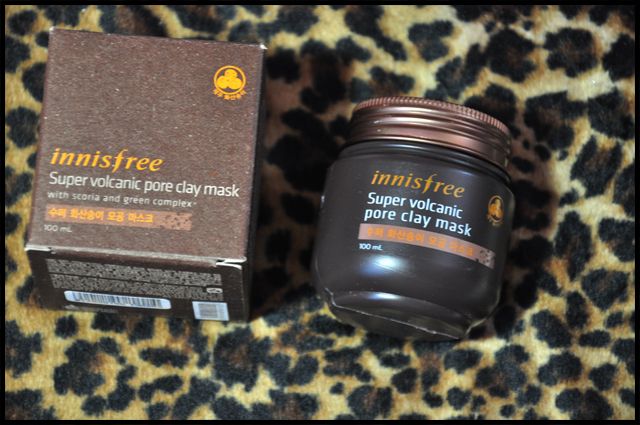 innisfree
Super volcanic pore clay mask
with scoria and green complex
수퍼 화산송이 모공 마스크
100 mL
innisfree
Super volcanic
pore clay mask
수퍼 화산송이 모공 마스크
100 mL